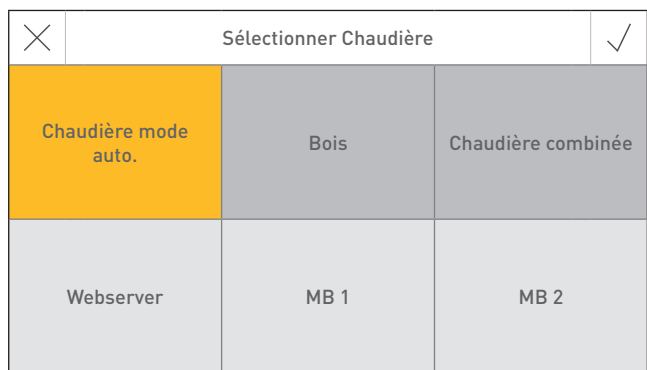 Sélectionner Chaudière
Chaudière mode
auto.
Bois
Chaudière combinée
Webserver
MB 1
MB 2